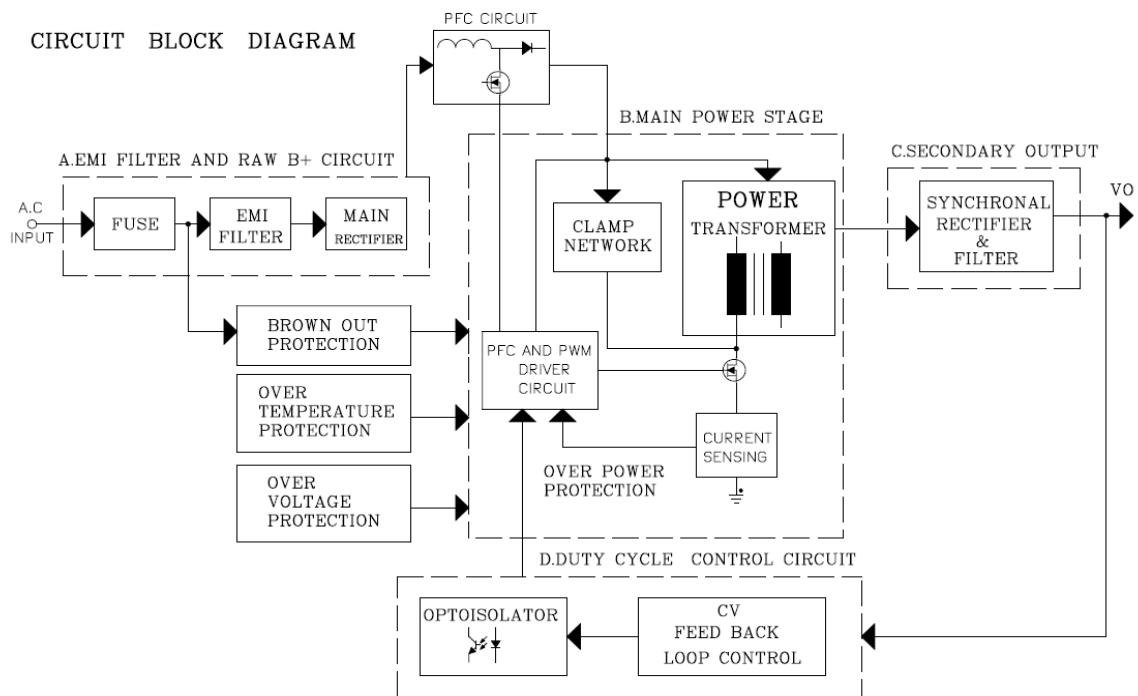 CIRCUIT BLOCK DIAGRAM
PFC CIRCUIT
B.MAIN POWER STAGE
A.EMI FILTER AND RAW B+ CIRCUIT
C.SECONDARY OUTPUT
A.C
INPUT
FUSE
EMI
FILTER
MAIN
RECTIFIER
CLAMP
NETWORK
POWER
TRANSFORMER
SYNCHRONAL
RECTIFIER
&
FILTER
VO
BROWN OUT
PROTECTION
PFC AND PWM
DRIVER
CIRCUIT
OVER
TEMPERATURE
PROTECTION
CURRENT
SENSING
OVER POWER
PROTECTION
OVER
VOLTAGE
PROTECTION
D.DUTY CYCLE CONTROL CIRCUIT
OPTOISOLATOR
CV
FEED BACK
LOOP CONTROL